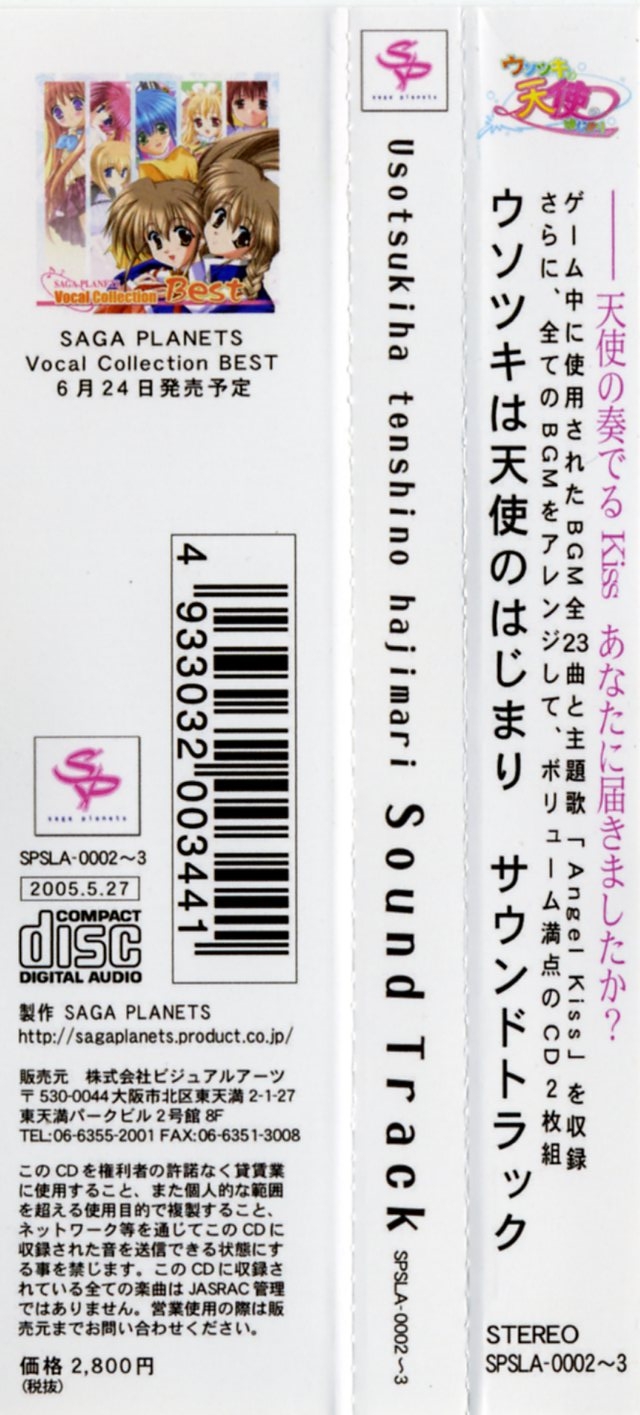 SAGA PLANETS
Vocal Collection Best
SAGA PLANETS
Vocal Collection BEST
6月24日発売予定
4 933032 003441
saga planets
SPSLA-0002〜3
2005.5.27
COMPACT
disc
DIGITAL AUDIO
製作 SAGA PLANETS
http://sagaplanets.product.co.jp/
販売元 株式会社ビジュアルアーツ
〒530-0044大阪市北区東天満2-1-27
東天満パークビル2号館8F
TEL:06-6355-2001 FAX:06-6351-3008
このCDを権利者の許諾なく賃貸業
に使用すること、また個人的な範囲
を超える使用目的で複製すること、
ネットワーク等を通じてこのCDに
収録された音を送信できる状態にす
る事を禁じます。このCDに収録さ
れている全ての楽曲はJASRAC管理
ではありません。営業使用の際は販
売元までお問い合わせください。
価格 2,800円
(税抜)
saga planets
Usotsukiha tenshino hajimari Sound Track
SPSLA-0002〜3
ウソツキは
天使の
――天使の奏でる Kiss あなたに届きましたか？
ゲーム中に使用されたBGM全23曲と主題歌「Angel Kiss」を収録
さらに、全てのBGMをアレンジして、ボリューム満点のCD2枚組
ウソツキは天使のはじまり サウンドトラック
STEREO
SPSLA-0002〜3